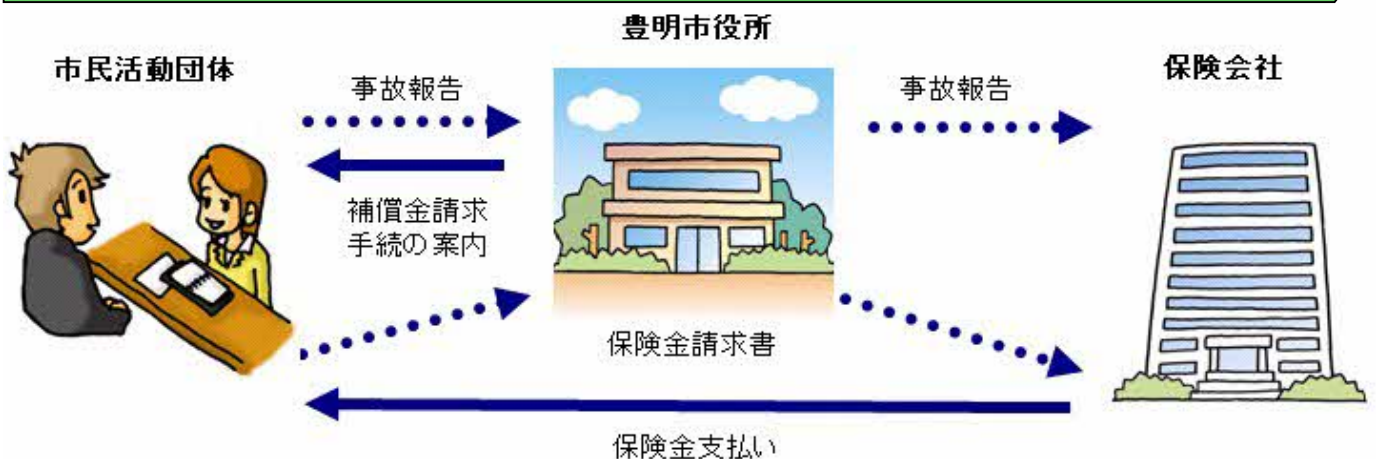 豊明市役所
市民活動団体
保険会社
事故報告
事故報告
補償金請求
手続の案内
保険金請求書
保険金支払い